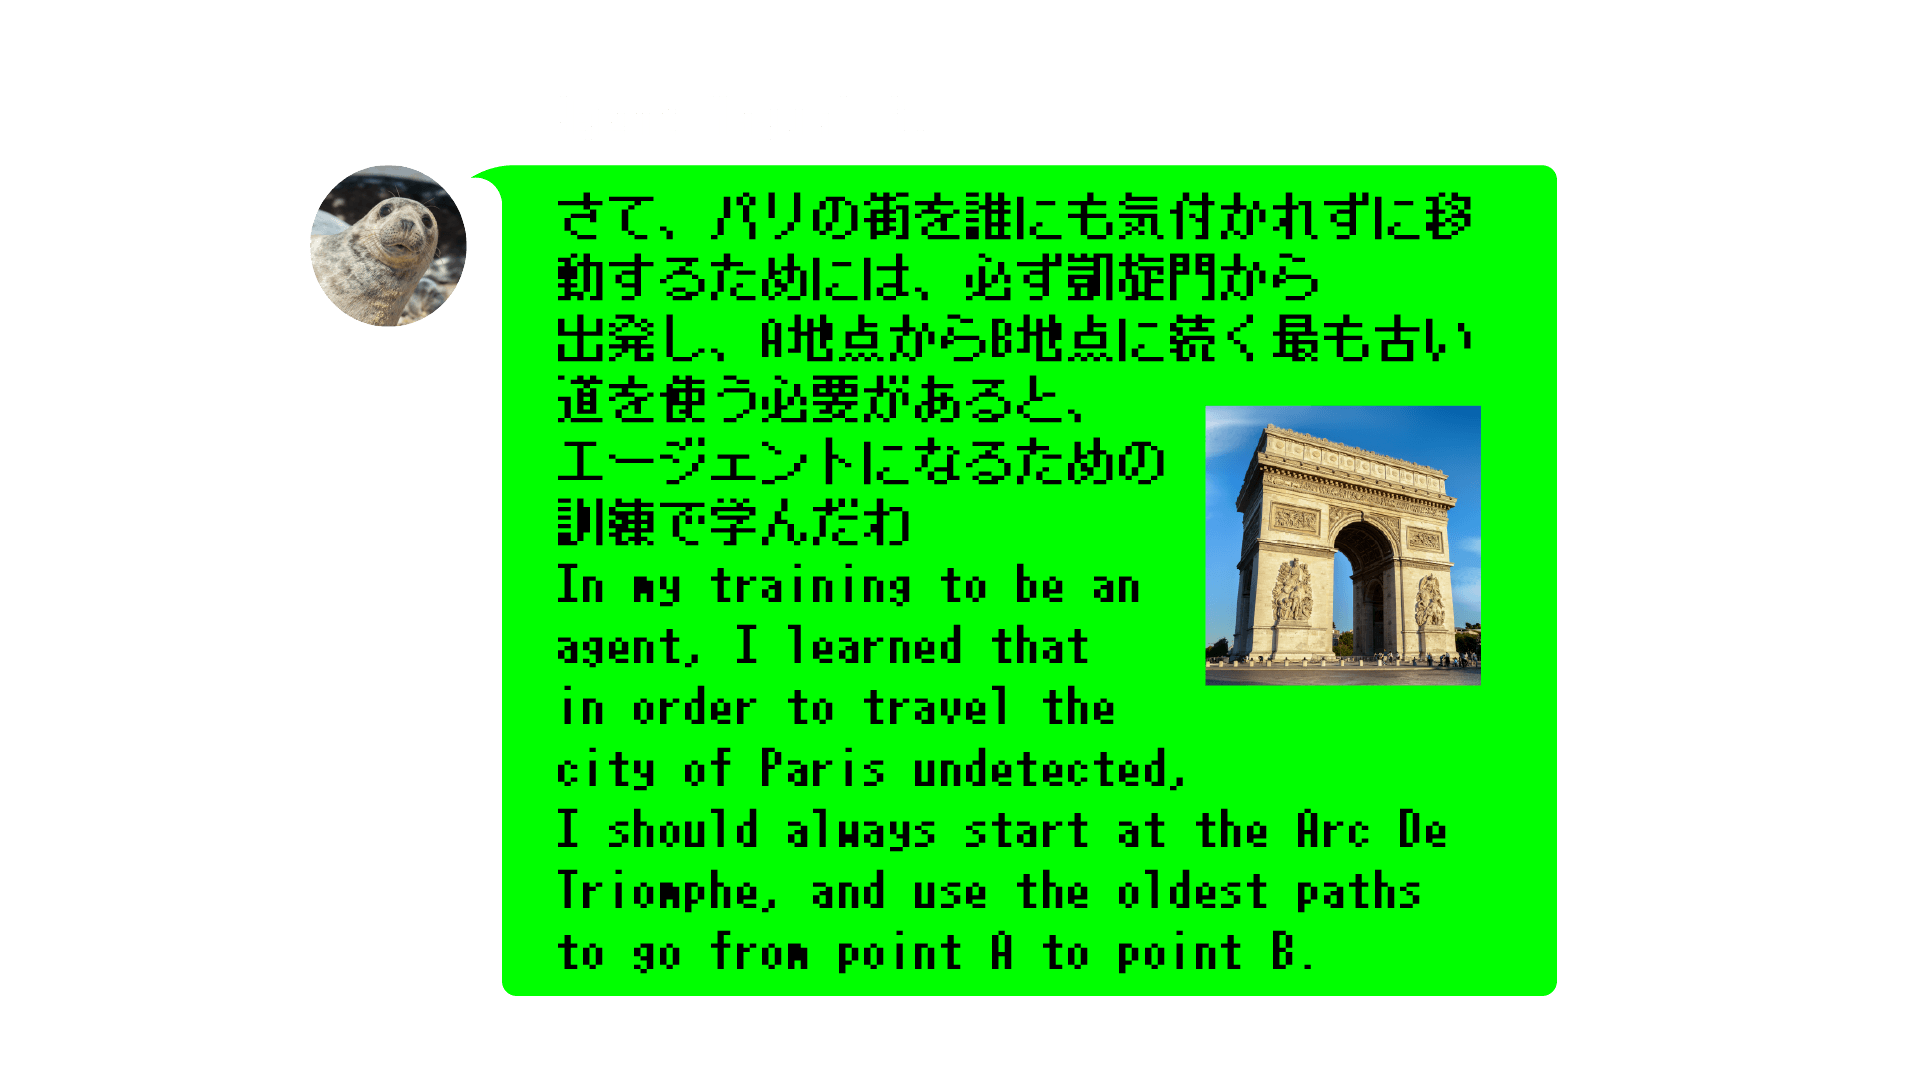 さて、パリの街を誰にも気付かれずに移
動するためには、必ず凱旋門から
出発し、A地点からB地点に続く最も古い
道を使う必要があると、
エージェントになるための
訓練で学んだわ
In my training to be an
agent, I learned that
in order to travel the
city of Paris undetected,
I should always start at the Arc De
Triomphe, and use the oldest paths
to go from point A to point B.